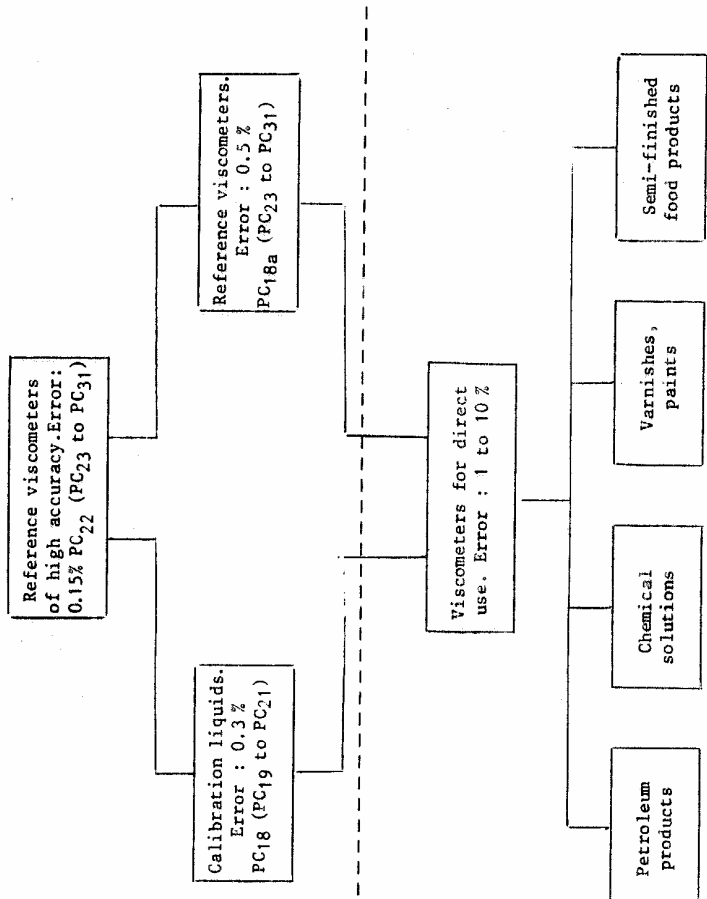 Reference viscometers
of high accuracy.Error:
0.15% PC22 (PC23 to PC31)
Calibration liquids.
Error : 0.3 %
PC18 (PC19 to PC21)
Reference viscometers.
Error : 0.5 %
PC18a (PC23 to PC31)
Viscometers for direct
use. Error : 1 to 10 %
Petroleum
products
Chemical
solutions
Varnishes,
paints
Semi-finished
food products